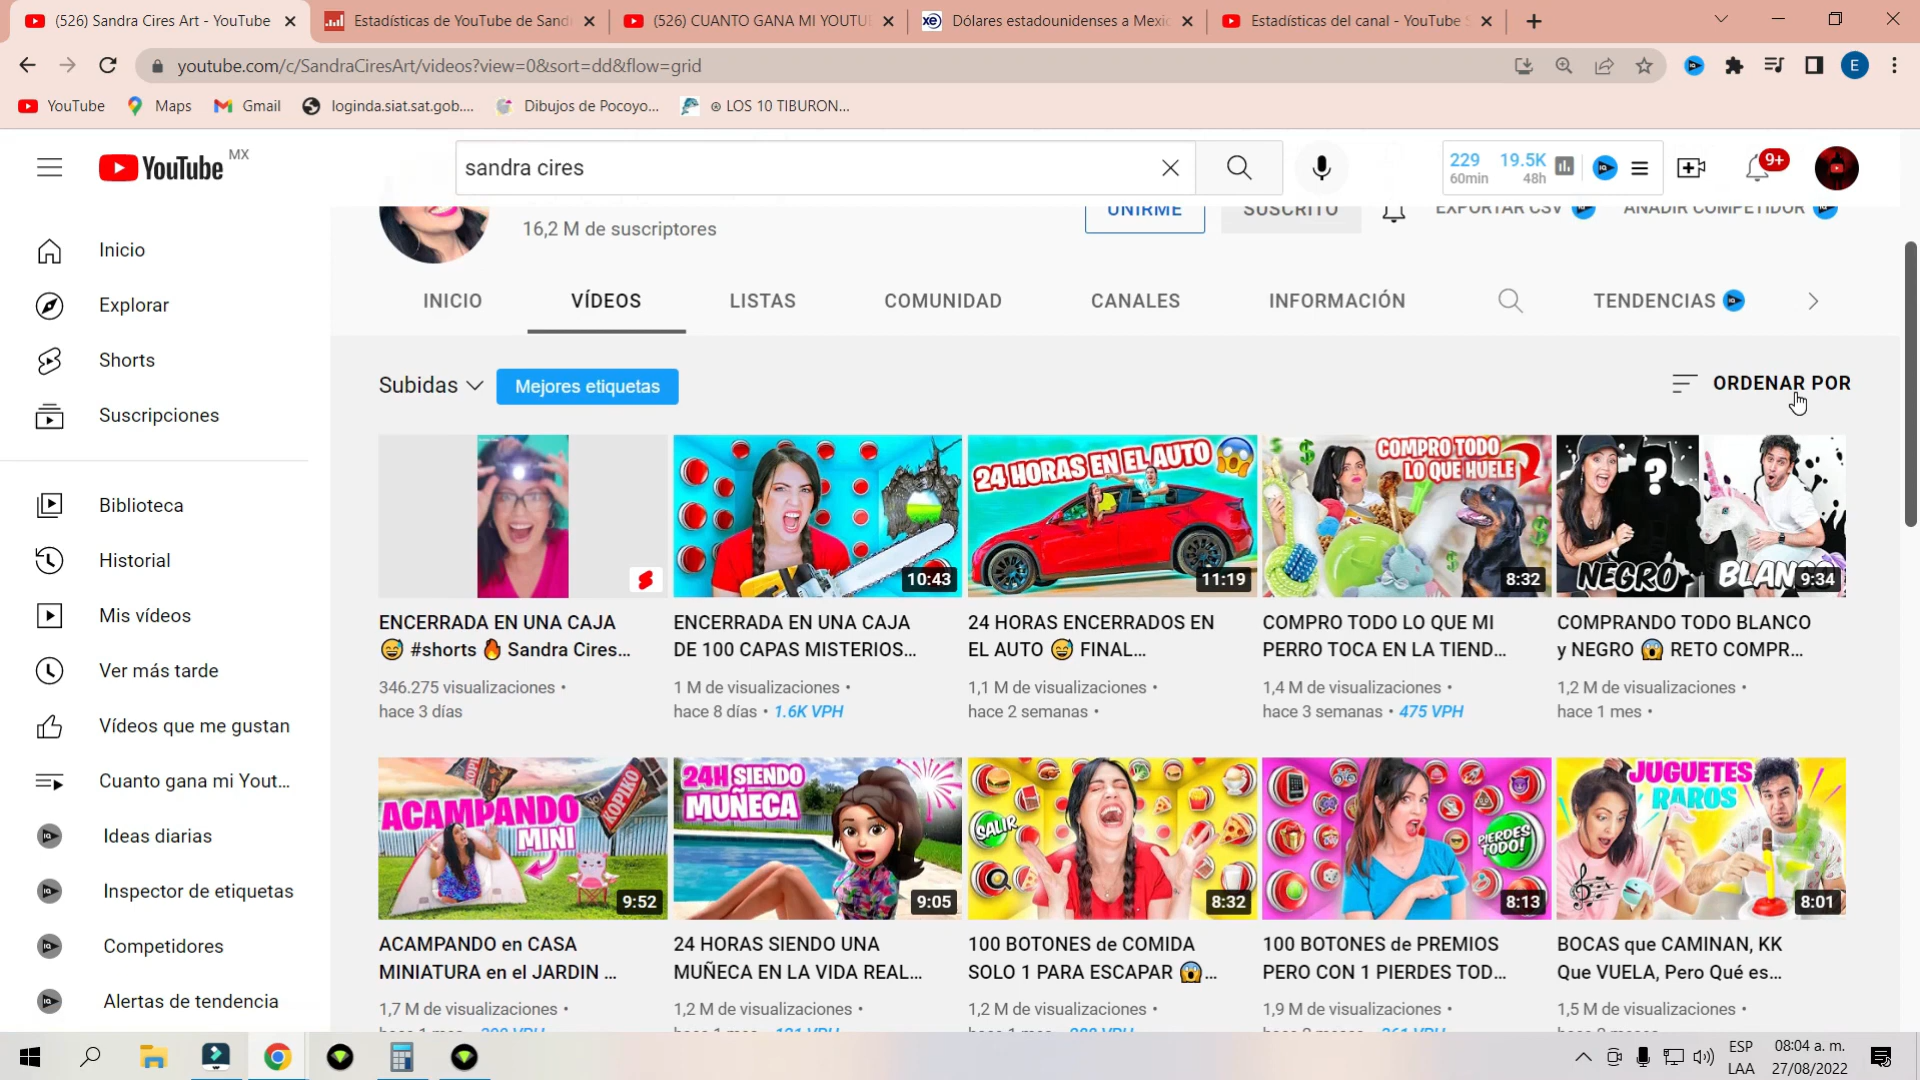 (526) Sandra Cires Art - YouTube
Estadísticas de YouTube de Sand
(526) CUANTO GANA MI YOUTU
Dólares estadounidenses a Mexic
Estadísticas del canal - YouTube S
youtube.com/c/SandraCiresArt/videos?view=0&sort=dd&flow=grid
E
YouTube
Maps
Gmail
loginda.siat.sat.gob....
Dibujos de Pocoyo...
LOS 10 TIBURON...
YouTube MX
sandra cires
229 60min
19.5K 48h
9+
16,2 M de suscriptores
UNIRME
SUSCRITO
EXPORTAR CSV
AÑADIR COMPETIDOR
INICIO
VÍDEOS
LISTAS
COMUNIDAD
CANALES
INFORMACIÓN
TENDENCIAS
Subidas
Mejores etiquetas
ORDENAR POR
Inicio
Explorar
Shorts
Suscripciones
Biblioteca
Historial
Mis vídeos
Ver más tarde
Vídeos que me gustan
Cuanto gana mi Yout...
Ideas diarias
Inspector de etiquetas
Competidores
Alertas de tendencia
10:43
24 HORAS EN EL AUTO
11:19
COMPRO TODO
LO QUE HUELE
8:32
NEGRO
BLANC
9:34
ENCERRADA EN UNA CAJA
😅 #shorts 🔥 Sandra Cires...
346.275 visualizaciones •
hace 3 días
ENCERRADA EN UNA CAJA
DE 100 CAPAS MISTERIOS...
1 M de visualizaciones •
hace 8 días • 1.6K VPH
24 HORAS ENCERRADOS EN
EL AUTO 😅 FINAL...
1,1 M de visualizaciones •
hace 2 semanas •
COMPRO TODO LO QUE MI
PERRO TOCA EN LA TIEND...
1,4 M de visualizaciones •
hace 3 semanas • 475 VPH
COMPRANDO TODO BLANCO
y NEGRO 😱 RETO COMPR...
1,2 M de visualizaciones •
hace 1 mes •
KOPIKO
ACAMPANDO
MINI
9:52
24H SIENDO
MUÑECA
9:05
SALIR
8:32
PIERDES
TODO!
8:13
JUGUETES
RAROS
8:01
ACAMPANDO en CASA
MINIATURA en el JARDIN ...
1,7 M de visualizaciones •
24 HORAS SIENDO UNA
MUÑECA EN LA VIDA REAL...
1,2 M de visualizaciones •
100 BOTONES de COMIDA
SOLO 1 PARA ESCAPAR 😱...
1,2 M de visualizaciones •
100 BOTONES de PREMIOS
PERO CON 1 PIERDES TOD...
1,9 M de visualizaciones •
BOCAS que CAMINAN, KK
Que VUELA, Pero Qué es...
1,5 M de visualizaciones •
ESP
LAA
08:04 a. m.
27/08/2022